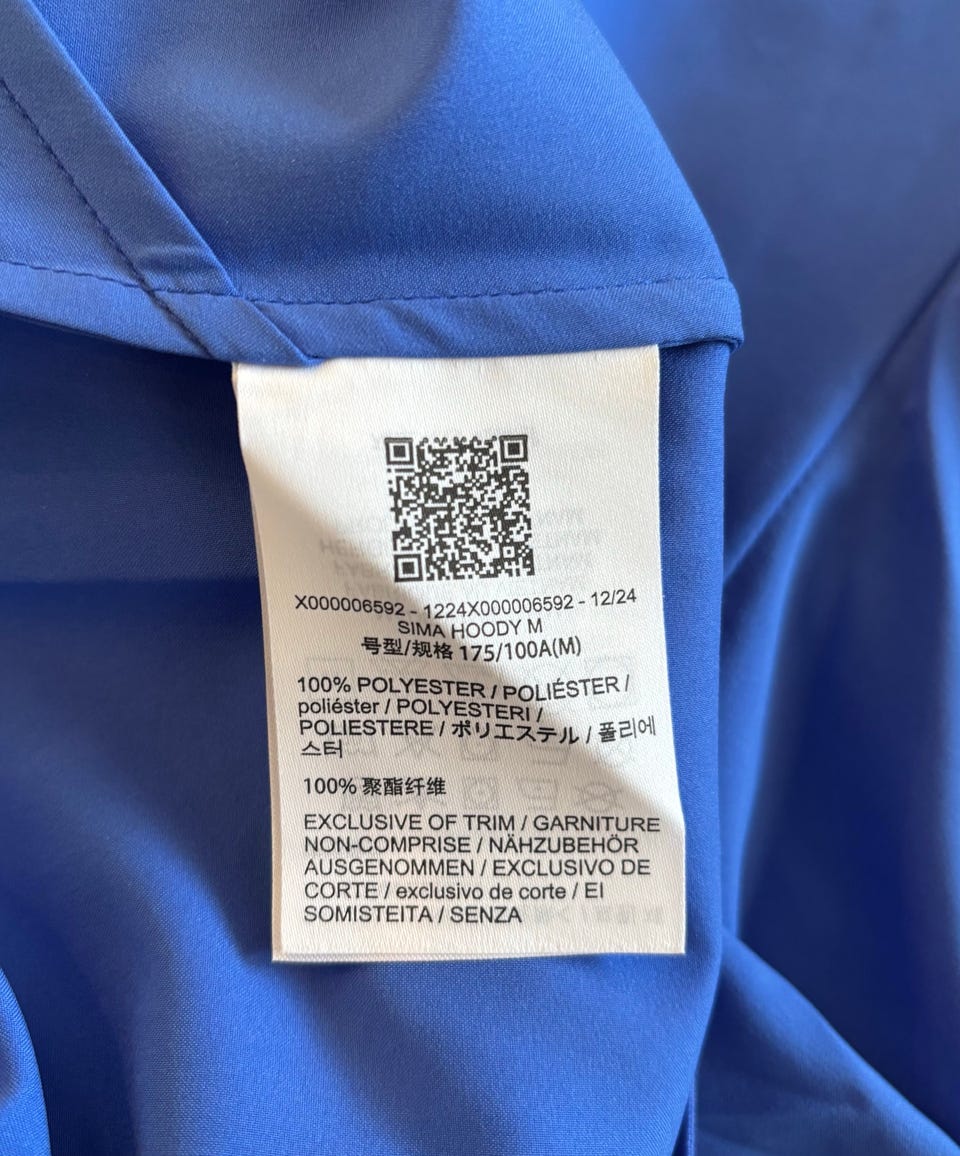 X000006592 - 1224X000006592 - 12/24
SIMA HOODY M
号型/规格 175/100A(M)
100% POLYESTER / POLIÉSTER /
poliéster / POLYESTERI /
POLIESTERE / ポリエステル / 폴리에
스터
100% 聚酯纤维
EXCLUSIVE OF TRIM / GARNITURE
NON-COMPRISE / NÄHZUBEHÖR
AUSGENOMMEN / EXCLUSIVO DE
CORTE / exclusivo de corte / EI
SOMISTEITA / SENZA